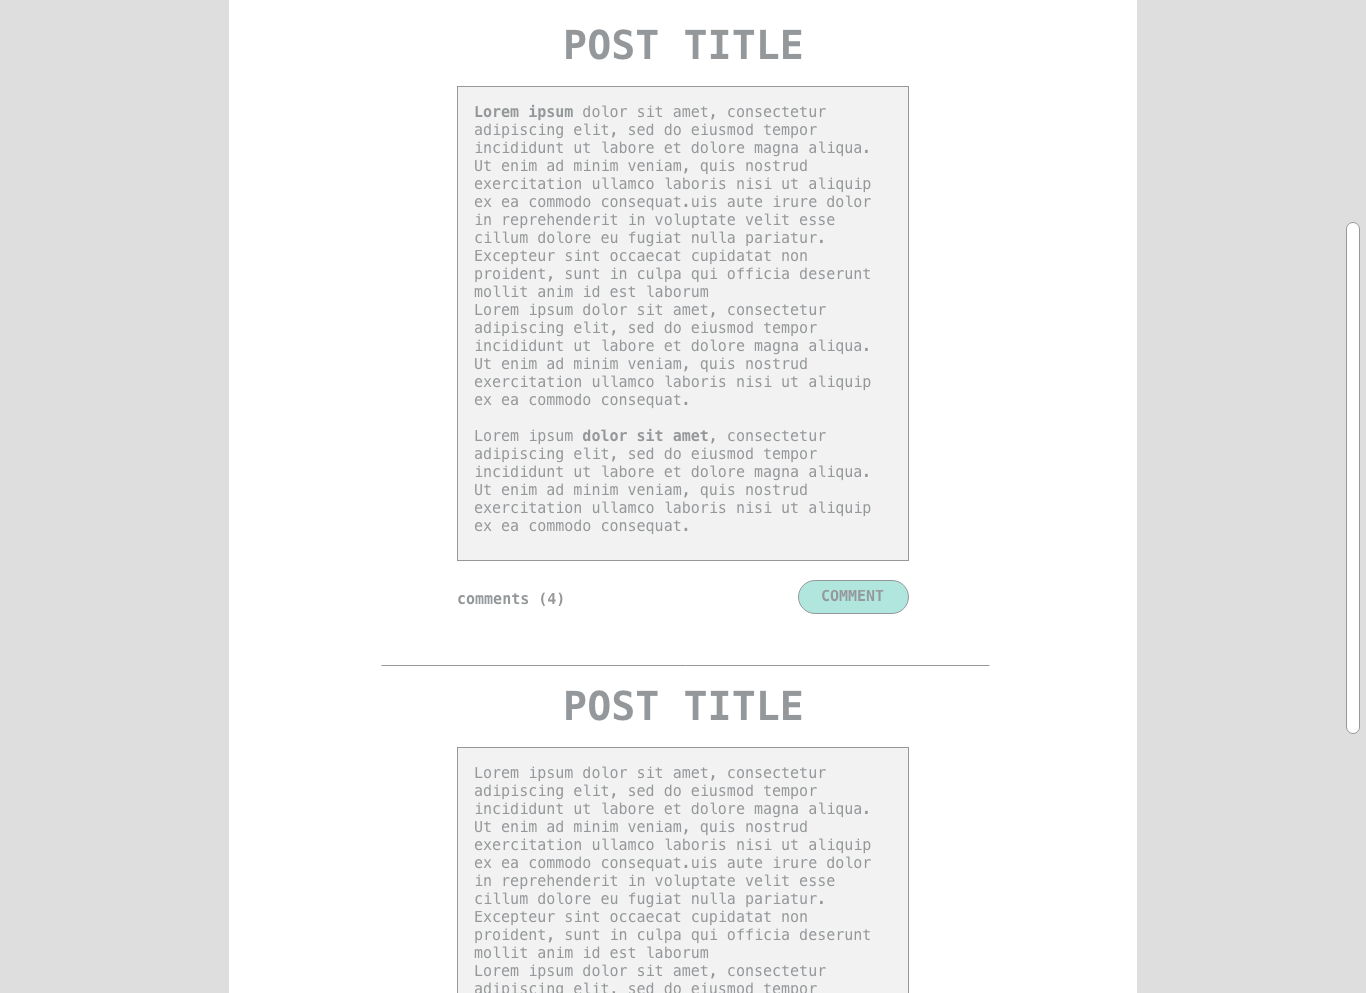 POST TITLE
Lorem ipsum dolor sit amet, consectetur
adipiscing elit, sed do eiusmod tempor
incididunt ut labore et dolore magna aliqua.
Ut enim ad minim veniam, quis nostrud
exercitation ullamco laboris nisi ut aliquip
ex ea commodo consequat.uis aute irure dolor
in reprehenderit in voluptate velit esse
cillum dolore eu fugiat nulla pariatur.
Excepteur sint occaecat cupidatat non
proident, sunt in culpa qui officia deserunt
mollit anim id est laborum
Lorem ipsum dolor sit amet, consectetur
adipiscing elit, sed do eiusmod tempor
incididunt ut labore et dolore magna aliqua.
Ut enim ad minim veniam, quis nostrud
exercitation ullamco laboris nisi ut aliquip
ex ea commodo consequat.
Lorem ipsum dolor sit amet, consectetur
adipiscing elit, sed do eiusmod tempor
incididunt ut labore et dolore magna aliqua.
Ut enim ad minim veniam, quis nostrud
exercitation ullamco laboris nisi ut aliquip
ex ea commodo consequat.
comments (4)
COMMENT
POST TITLE
Lorem ipsum dolor sit amet, consectetur
adipiscing elit, sed do eiusmod tempor
incididunt ut labore et dolore magna aliqua.
Ut enim ad minim veniam, quis nostrud
exercitation ullamco laboris nisi ut aliquip
ex ea commodo consequat.uis aute irure dolor
in reprehenderit in voluptate velit esse
cillum dolore eu fugiat nulla pariatur.
Excepteur sint occaecat cupidatat non
proident, sunt in culpa qui officia deserunt
mollit anim id est laborum
Lorem ipsum dolor sit amet, consectetur
adipiscing elit, sed do eiusmod tempor